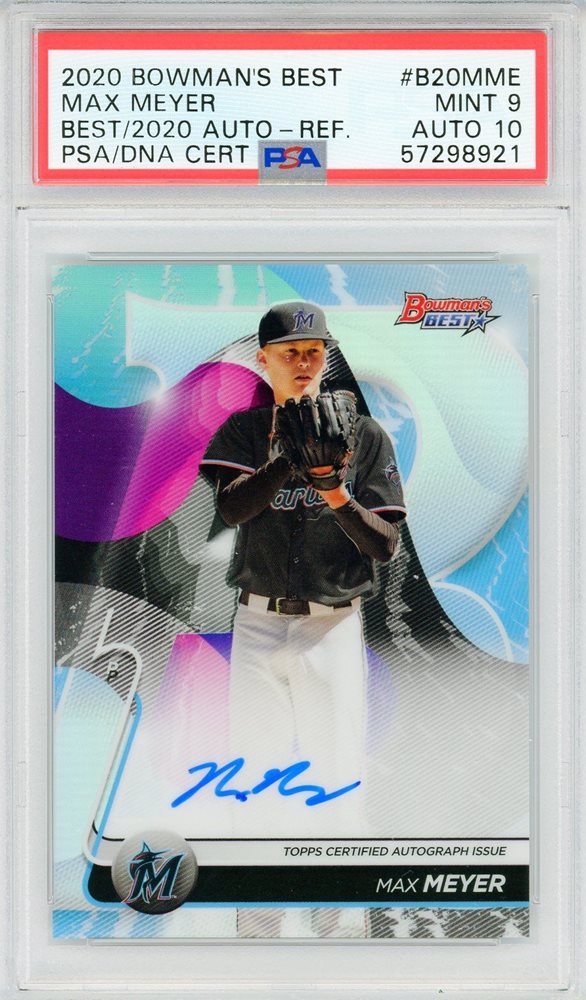 2020 BOWMAN'S BEST #B20MME
MAX MEYER MINT 9
BEST/2020 AUTO-REF. AUTO 10
PSA/DNA CERT PSA 57298921
Bowman's
BEST
M
Marlins
P
M
TOPPS CERTIFIED AUTOGRAPH ISSUE
MAX MEYER